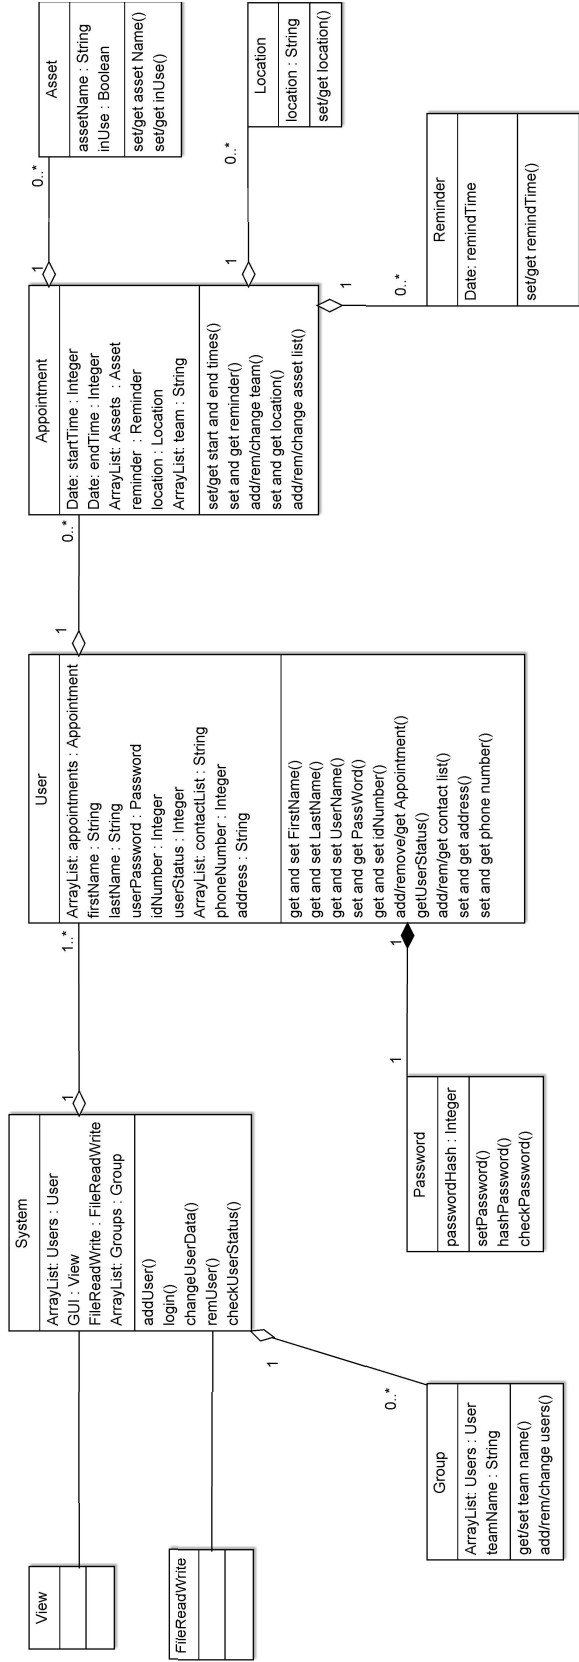 View
FileReadWrite
System
ArrayList: Users : User
GUI : View
FileReadWrite : FileReadWrite
ArrayList: Groups : Group
addUser()
login()
changeUserData()
remUser()
checkUserStatus()
1
1..*
1
0..*
Group
ArrayList: Users : User
teamName : String
get/set team name()
add/rem/change users()
Password
passwordHash : Integer
setPassword()
hashPassword()
checkPassword()
1
1
User
ArrayList: appointments : Appointment
firstName : String
lastName : String
userPassword : Password
idNumber : Integer
userStatus : Integer
ArrayList: contactList : String
phoneNumber : Integer
address : String
get and set FirstName()
get and set LastName()
get and set UserName()
set and get PassWord()
get and set idNumber()
add/remove/get Appointment()
getUserStatus()
add/rem/get contact list()
set and get address()
set and get phone number()
1
0..*
Appointment
Date: startTime : Integer
Date: endTime : Integer
ArrayList: Assets : Asset
reminder : Reminder
location : Location
ArrayList: team : String
set/get start and end times()
set and get reminder()
add/rem/change team()
set and get location()
add/rem/change asset list()
1
0..*
1
0..*
1
0..*
Asset
assetName : String
inUse : Boolean
set/get asset Name()
set/get inUse()
Location
location : String
set/get location()
Reminder
Date: remindTime
set/get remindTime()